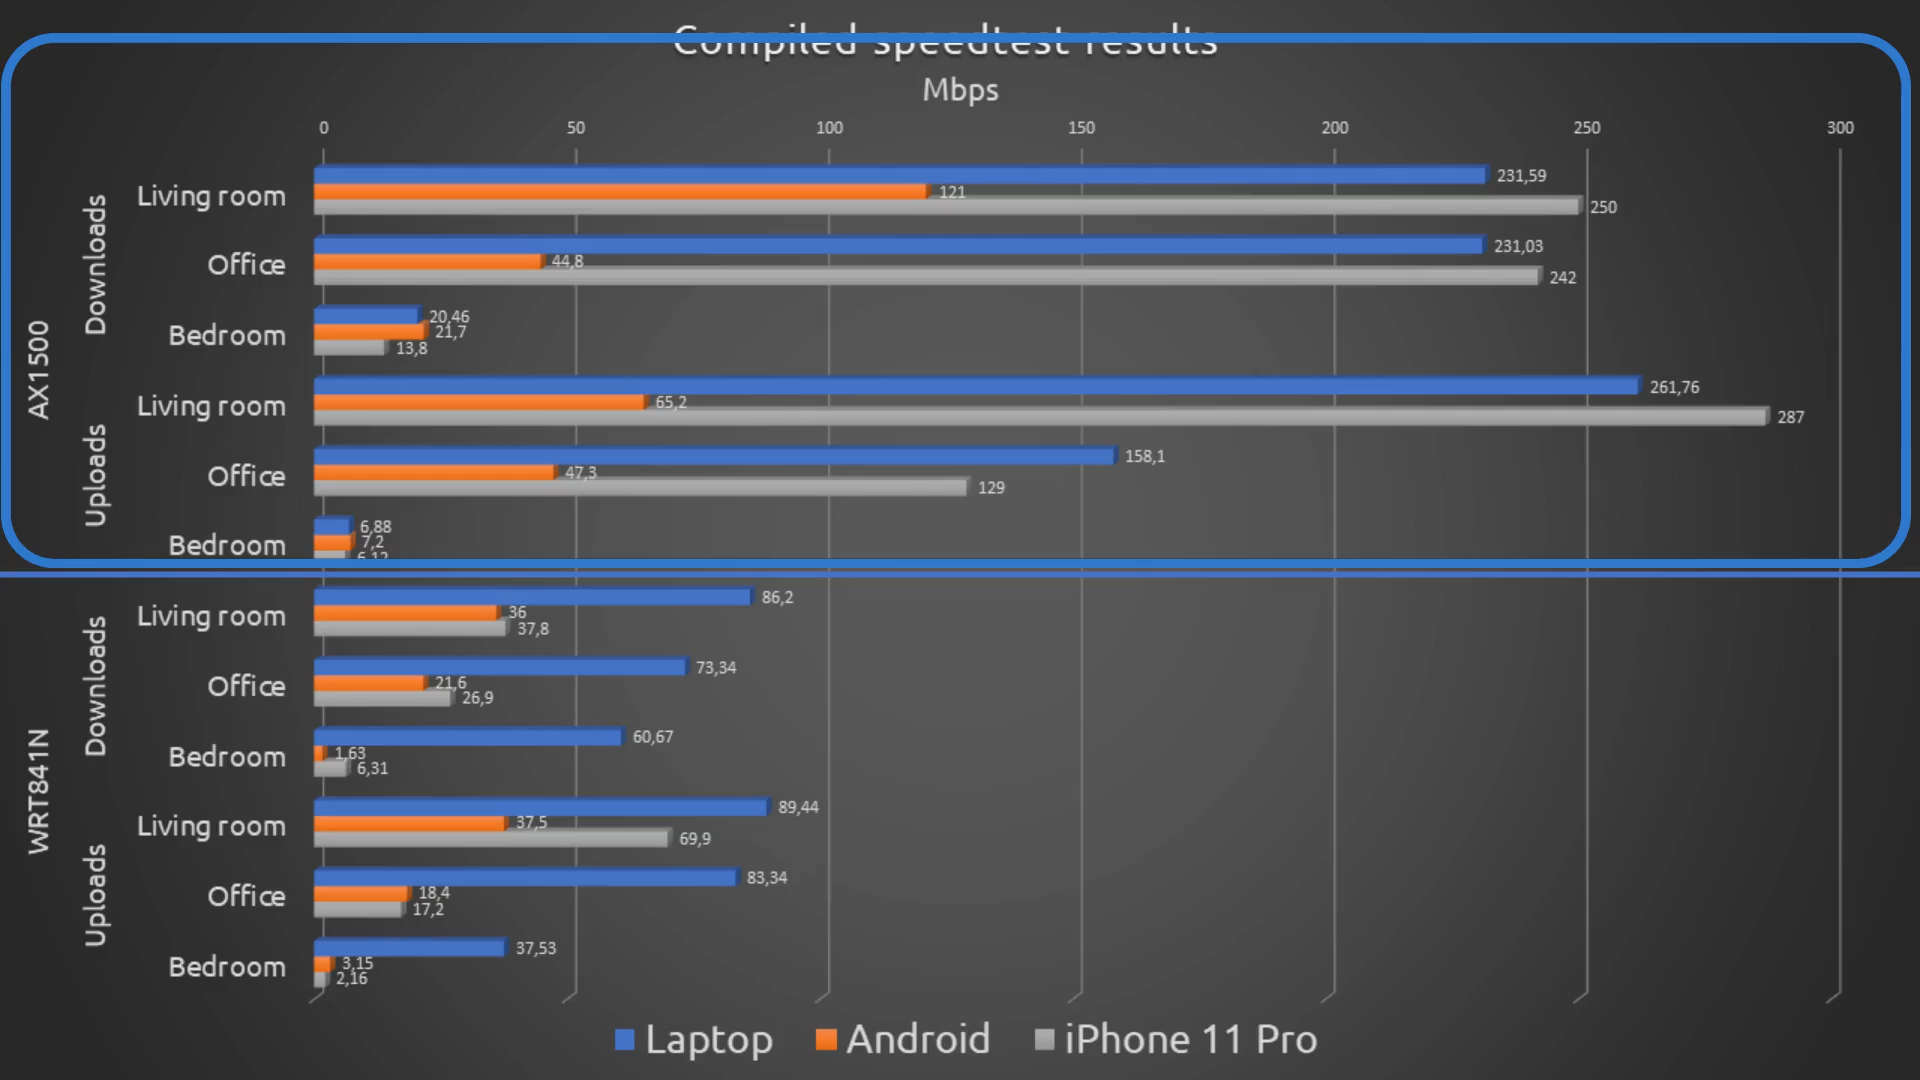 Compiled speedtest results
Mbps
0 50 100 150 200 250 300
AX1500
Downloads
Living room
231,59
121
250
Office
231,03
44,8
242
Bedroom
20,46
21,7
13,8
Uploads
Living room
261,76
65,2
287
Office
158,1
47,3
129
Bedroom
6,88
7,2
6,12
WRT841N
Downloads
Living room
86,2
36
37,8
Office
73,34
21,6
26,9
Bedroom
60,67
1,63
6,31
Uploads
Living room
89,44
37,5
69,9
Office
83,34
18,4
17,2
Bedroom
37,53
3,15
2,16
Laptop Android iPhone 11 Pro